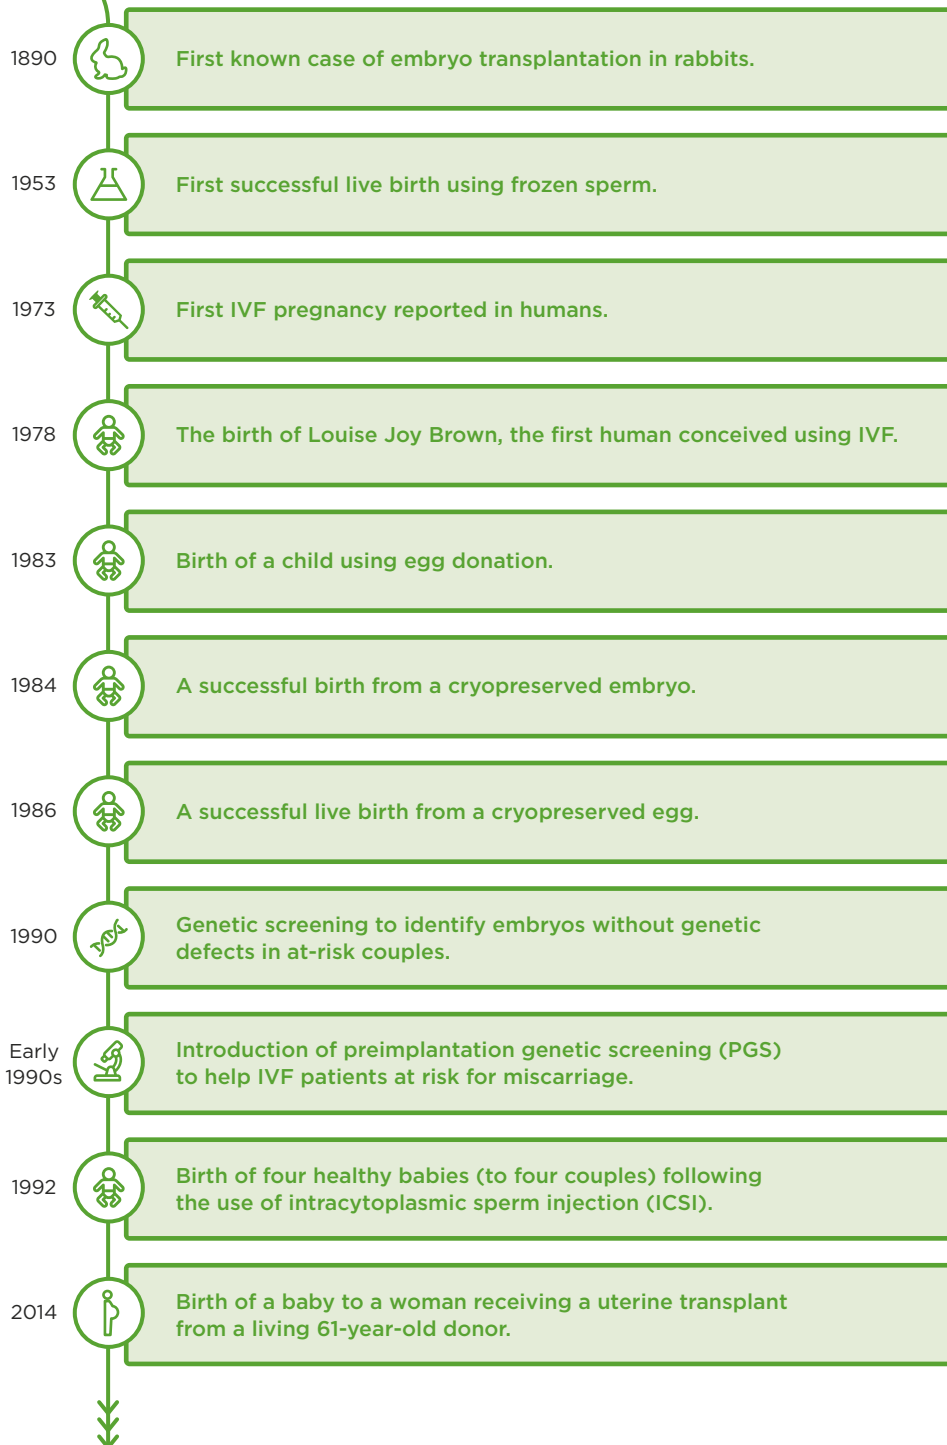 1890
First known case of embryo transplantation in rabbits.
1953
First successful live birth using frozen sperm.
1973
First IVF pregnancy reported in humans.
1978
The birth of Louise Joy Brown, the first human conceived using IVF.
1983
Birth of a child using egg donation.
1984
A successful birth from a cryopreserved embryo.
1986
A successful live birth from a cryopreserved egg.
1990
Genetic screening to identify embryos without genetic
defects in at-risk couples.
Early
1990s
Introduction of preimplantation genetic screening (PGS)
to help IVF patients at risk for miscarriage.
1992
Birth of four healthy babies (to four couples) following
the use of intracytoplasmic sperm injection (ICSI).
2014
Birth of a baby to a woman receiving a uterine transplant
from a living 61-year-old donor.